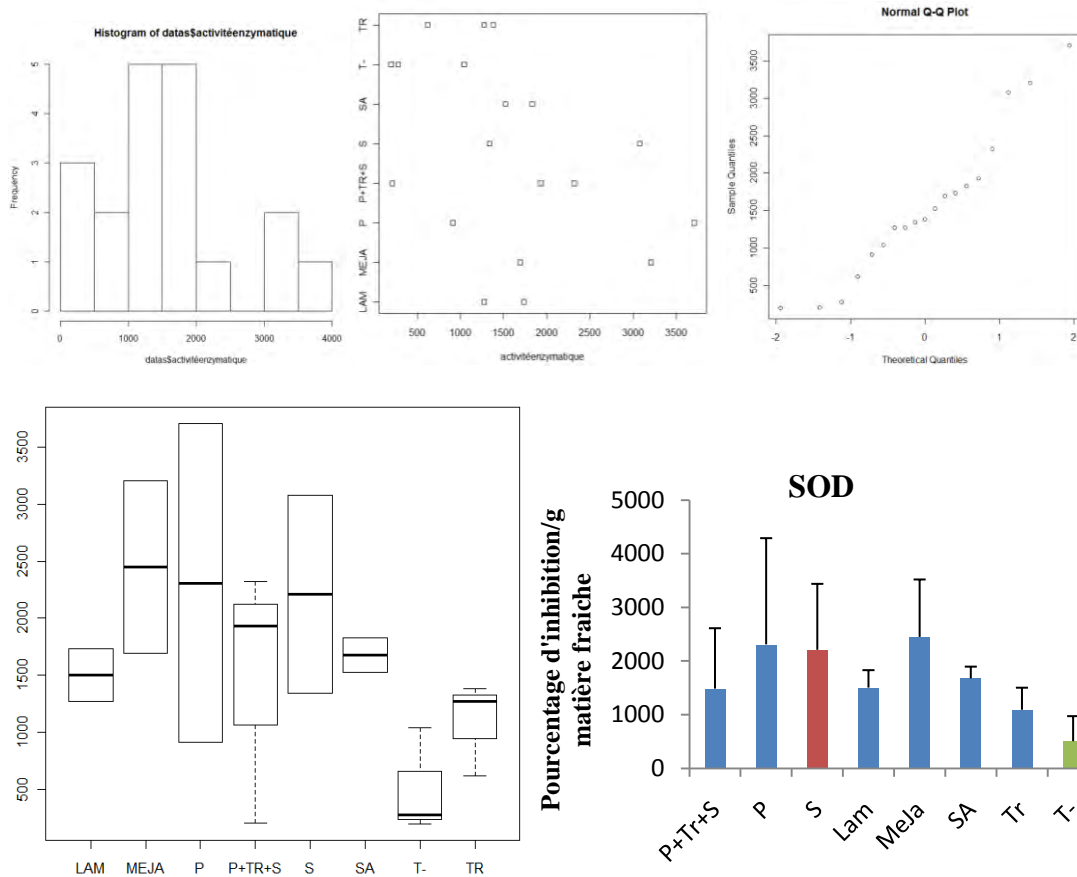 Histogram of datas$activitéenzymatique
Frequency
0 1 2 3 4 5
0 1000 2000 3000 4000
datas$activitéenzymatique
TR
T-
SA
S
P+TR+S
P
MEJA
LAM
500 1000 1500 2000 2500 3000 3500
activitéenzymatique
Normal Q-Q Plot
Sample Quantiles
500 1000 1500 2000 2500 3000 3500
-2 -1 0 1 2
Theoretical Quantiles
500 1000 1500 2000 2500 3000 3500
LAM MEJA P P+TR+S S SA T- TR
SOD
Pourcentage d'inhibition/g
matière fraiche
5000
4000
3000
2000
1000
0
P+Tr+S P S Lam MeJa SA Tr T-